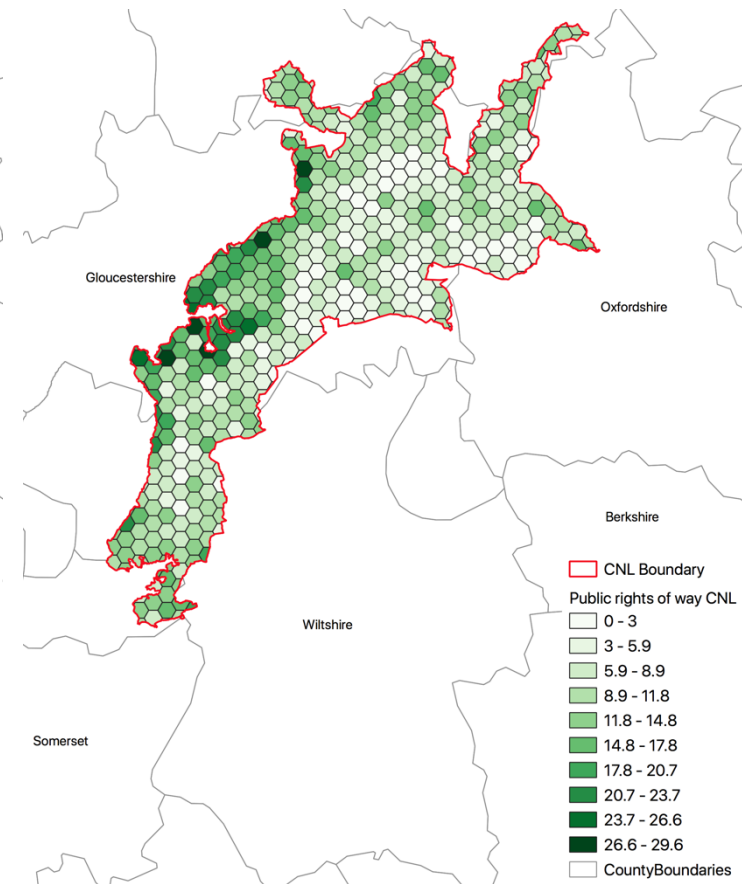 Gloucestershire
Oxfordshire
Berkshire
Wiltshire
Somerset
CNL Boundary
Public rights of way CNL
0 - 3
3 - 5.9
5.9 - 8.9
8.9 - 11.8
11.8 - 14.8
14.8 - 17.8
17.8 - 20.7
20.7 - 23.7
23.7 - 26.6
26.6 - 29.6
CountyBoundaries